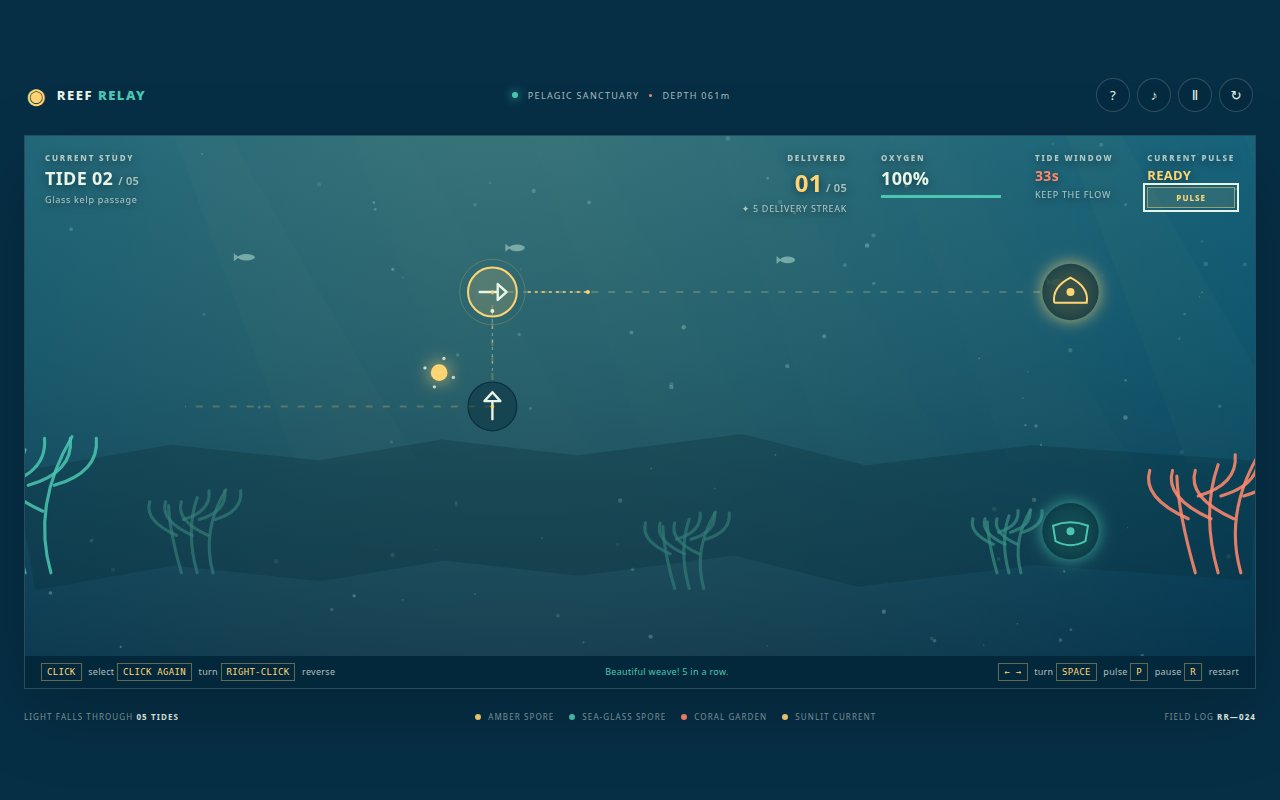 REEF RELAY
PELAGIC SANCTUARY • DEPTH 061m
? ♪ Ⅱ ↻
CURRENT STUDY
TIDE 02 / 05
Glass kelp passage
DELIVERED
01 / 05
✦ 5 DELIVERY STREAK
OXYGEN
100%
TIDE WINDOW
33s
KEEP THE FLOW
CURRENT PULSE
READY
PULSE
CLICK select CLICK AGAIN turn RIGHT-CLICK reverse
Beautiful weave! 5 in a row.
← → turn SPACE pulse P pause R restart
LIGHT FALLS THROUGH 05 TIDES
AMBER SPORE SEA-GLASS SPORE CORAL GARDEN SUNLIT CURRENT
FIELD LOG RR—024